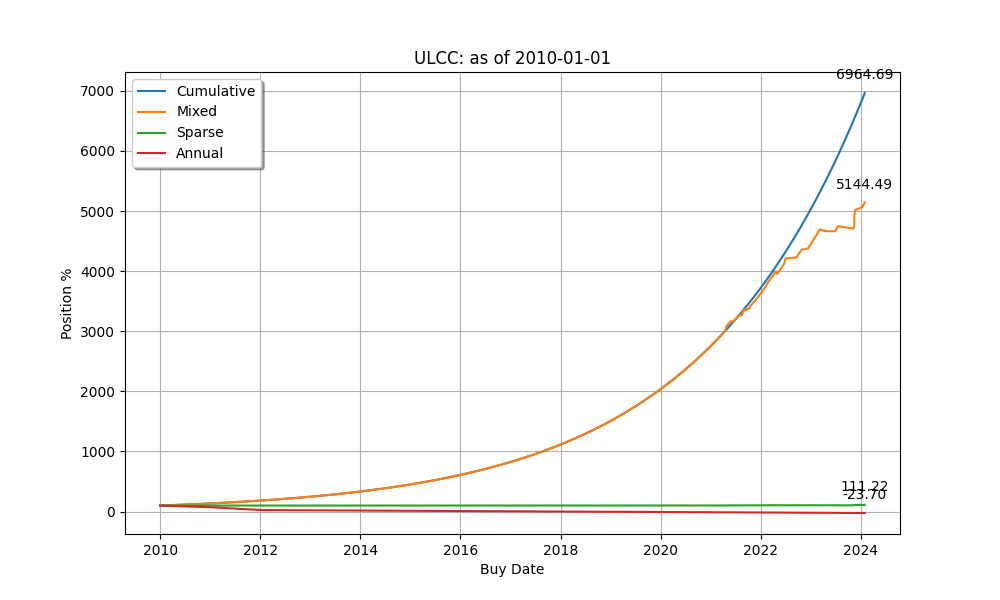 ULCC: as of 2010-01-01
6964.69
Cumulative
Mixed
Sparse
Annual
5144.49
111.22
-23.70
7000
6000
5000
4000
3000
2000
1000
0
Position %
2010
2012
2014
2016
2018
2020
2022
2024
Buy Date